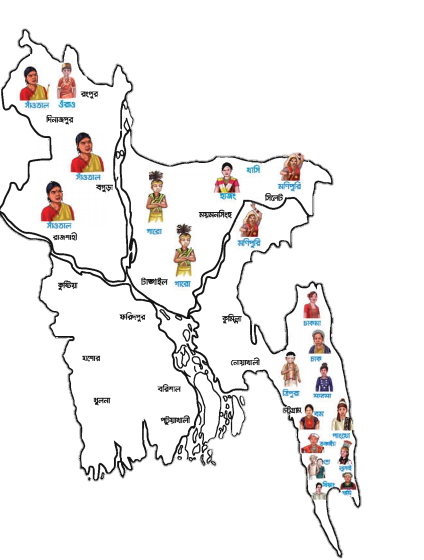 সাঁওতাল
ওঁরাও
রংপুর
দিনাজপুর
সাঁওতাল
বগুড়া
সাঁওতাল
রাজশাহী
গারো
হাজং
খাসি
মণিপুরি
সিলেট
ময়মনসিংহ
মণিপুরি
টাঙ্গাইল
গারো
কুষ্টিয়া
ফরিদপুর
কুমিল্লা
চাকমা
যশোর
নোয়াখালী
চাক
ত্রিপুরা
মারমা
খুলনা
বরিশাল
চট্টগ্রাম
বম
পটুয়াখালী
পাংখো